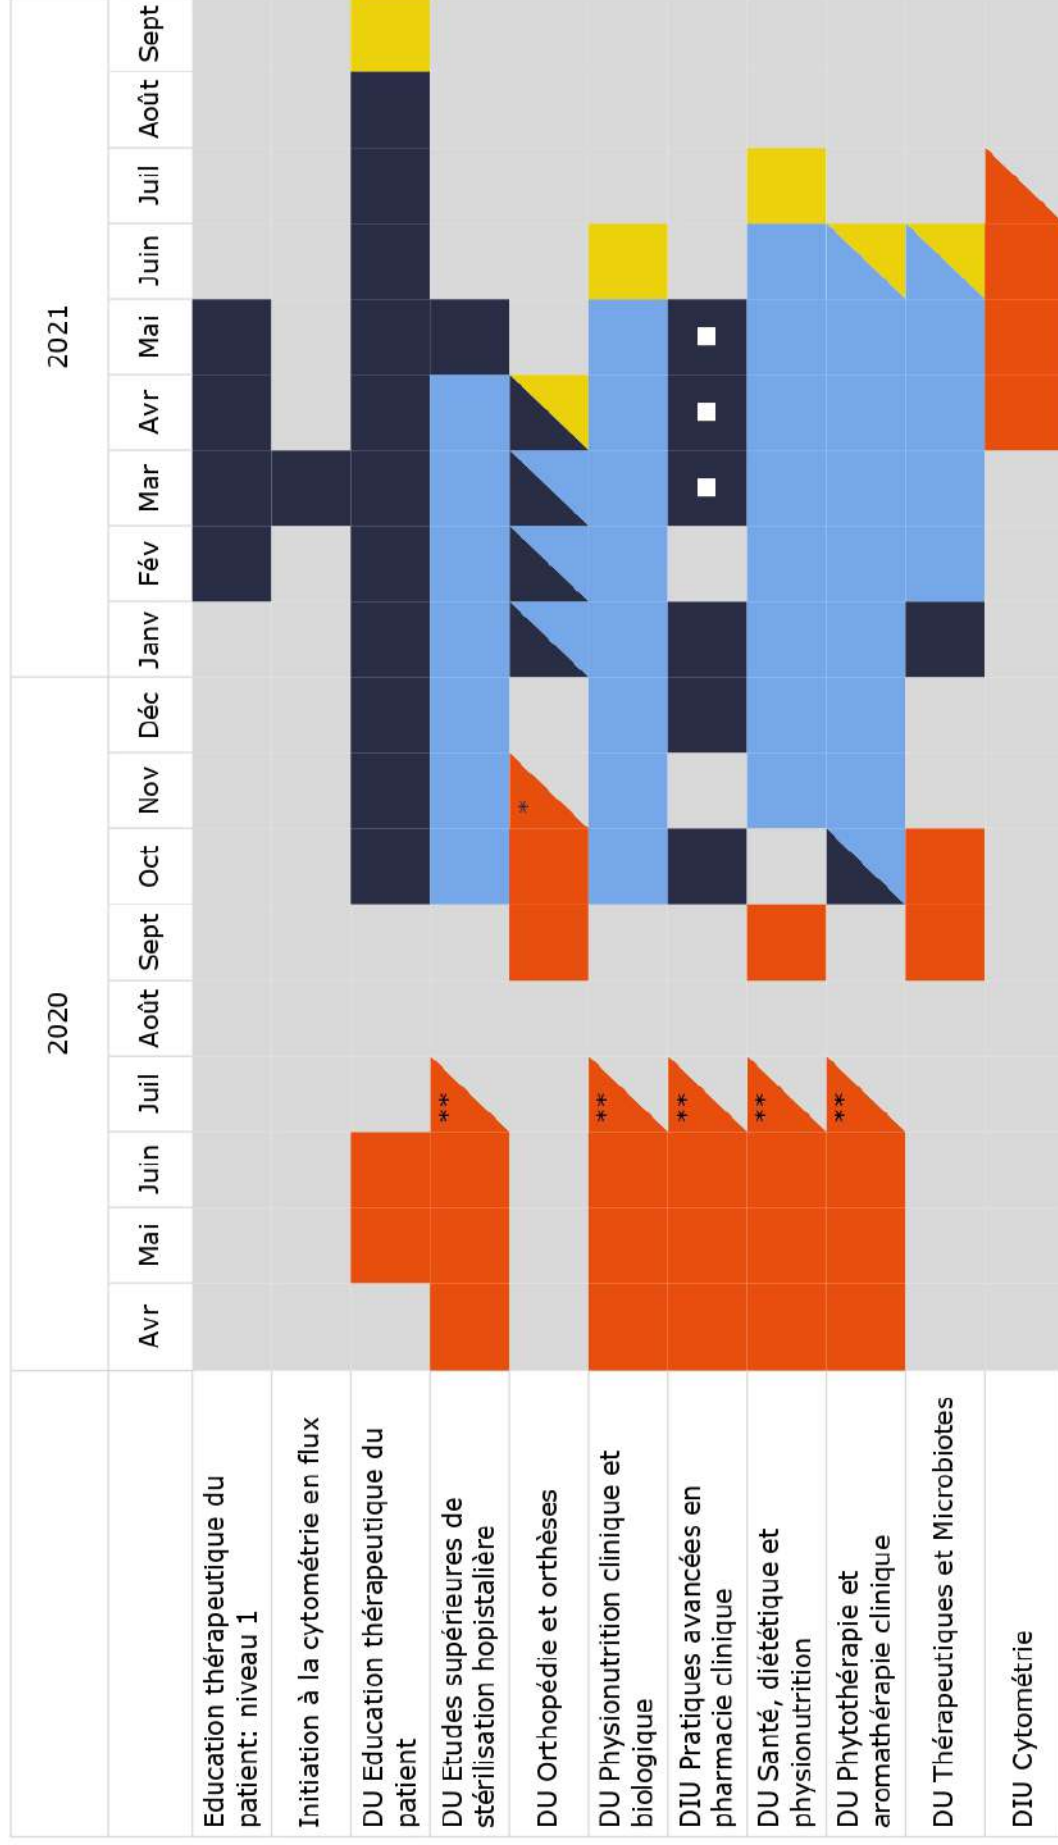 2020
2021
Avr
Mai
Juin
Juil
Août
Sept
Oct
Nov
Déc
Janv
Fév
Mar
Avr
Mai
Juin
Juil
Août
Sept
Education thérapeutique du
patient: niveau 1
Initiation à la cytométrie en flux
DU Education thérapeutique du
patient
DU Etudes supérieures de
stérilisation hopistalière
**
DU Orthopédie et orthèses
*
DU Physionutrition clinique et
biologique
**
DIU Pratiques avancées en
pharmacie clinique
**
DU Santé, diététique et
physionutrition
**
DU Phytothérapie et
aromathérapie clinique
**
DU Thérapeutiques et Microbiotes
DIU Cytométrie